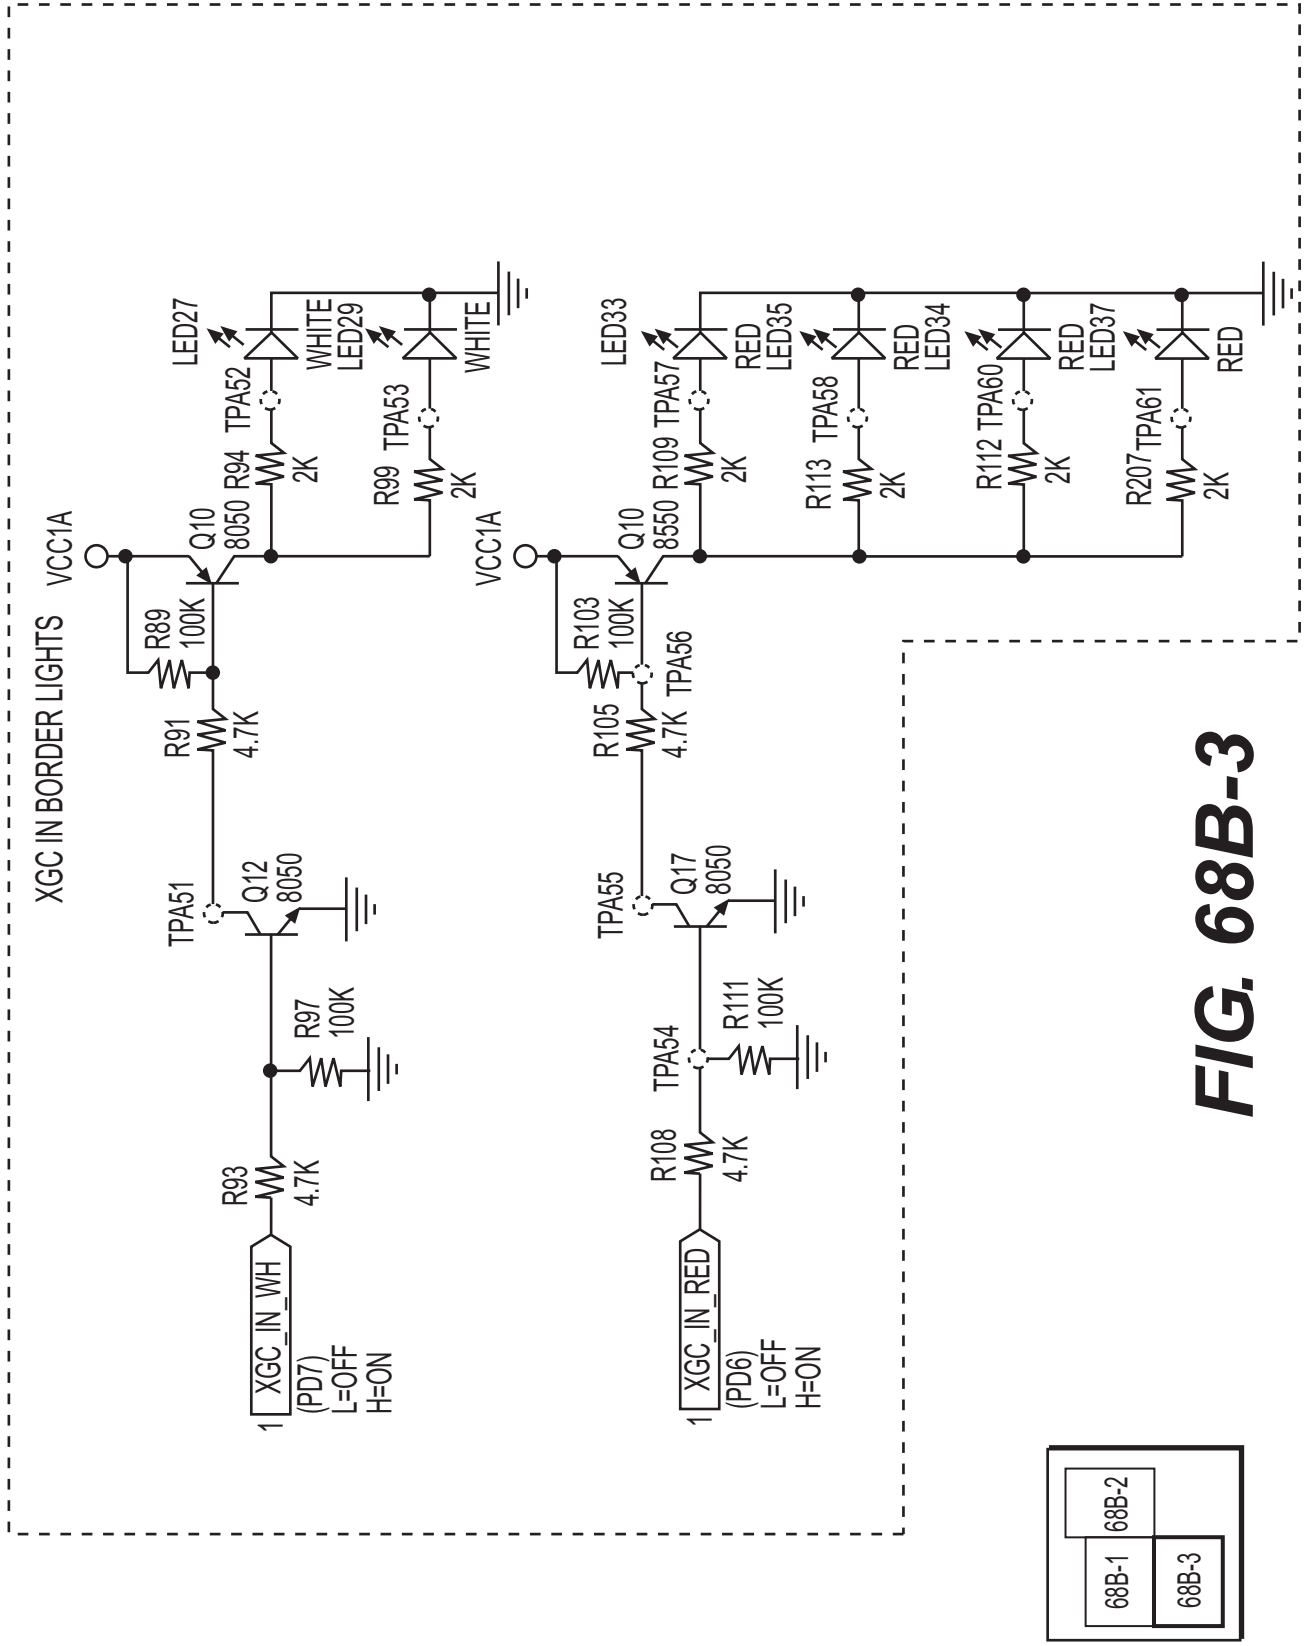 XGC IN BORDER LIGHTS
VCC1A
R89
100K
Q10
8050
R91
4.7K
TPA51
Q12
8050
R97
100K
R93
4.7K
XGC_IN_WH
1
(PD7)
L=OFF
H=ON
R94
2K
TPA52
LED27
WHITE
R99
2K
TPA53
LED29
WHITE
VCC1A
R103
100K
Q10
8550
TPA56
R105
4.7K
TPA55
Q17
8050
R111
100K
TPA54
R108
4.7K
XGC_IN_RED
1
(PD6)
L=OFF
H=ON
R109
2K
TPA57
LED33
RED
R113
2K
TPA58
LED35
RED
R112
2K
TPA60
LED34
RED
R207
2K
TPA61
LED37
RED
68B-1
68B-2
68B-3
FIG. 68B-3